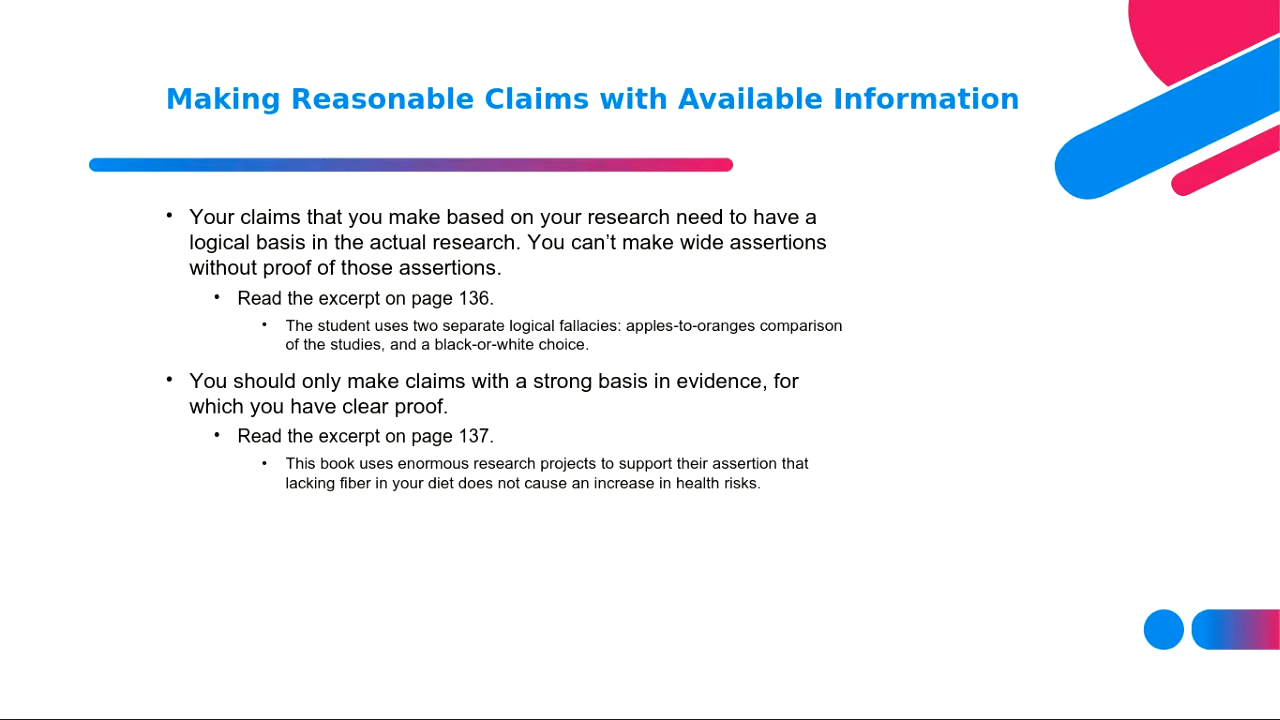 Making Reasonable Claims with Available Information
• Your claims that you make based on your research need to have a
logical basis in the actual research. You can’t make wide assertions
without proof of those assertions.
• Read the excerpt on page 136.
• The student uses two separate logical fallacies: apples-to-oranges comparison
of the studies, and a black-or-white choice.
• You should only make claims with a strong basis in evidence, for
which you have clear proof.
• Read the excerpt on page 137.
• This book uses enormous research projects to support their assertion that
lacking fiber in your diet does not cause an increase in health risks.